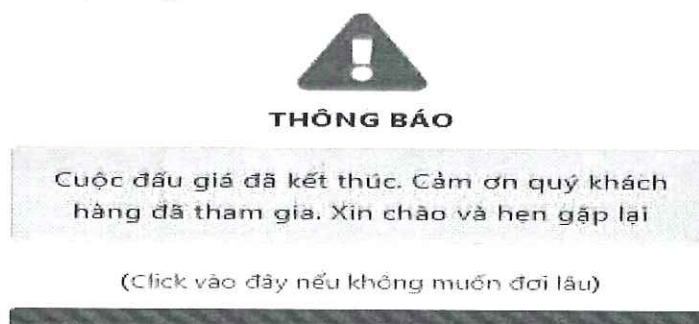 THÔNG BÁO
Cuộc đấu giá đã kết thúc. Cảm ơn quý khách
hàng đã tham gia. Xin chào và hẹn gặp lại
(Click vào đây nếu không muốn đợi lâu)